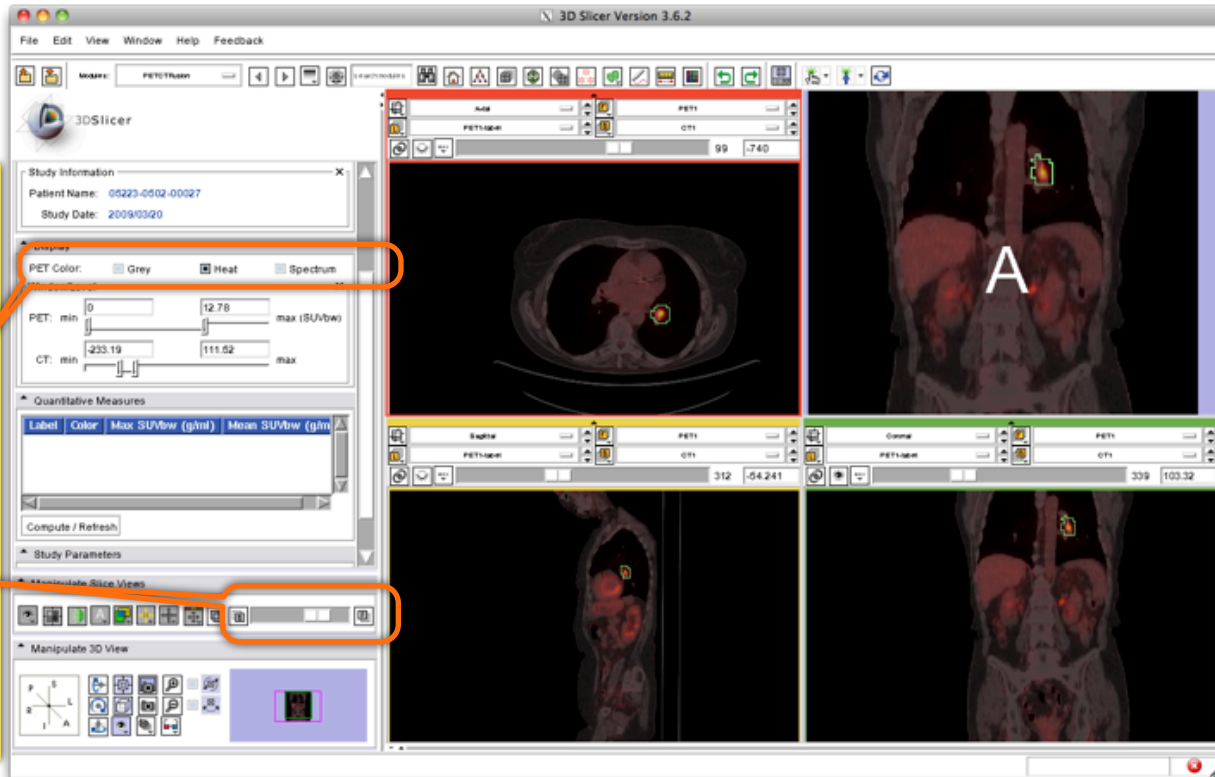 3D Slicer Version 3.6.2
File Edit View Window Help Feedback
Modules: PETCTFusion search modules
3DSlicer
Axial PET1
PET1-label CT1
99 -740
Study Information
Patient Name: 05223-0502-00027
Study Date: 2009/03/20
Display
PET Color: Grey Heat Spectrum
PET: min 0 12.78 max (SUVbw)
CT: min -233.19 111.52 max
A
Quantitative Measures
Label Color Max SUVbw (g/ml) Mean SUVbw (g/m
Sagittal PET1
PET1-label CT1
312 -54.241
Coronal PET1
PET1-label CT1
339 103.32
Compute / Refresh
Study Parameters
Manipulate Slice Views
Manipulate 3D View
P S
R L
I A